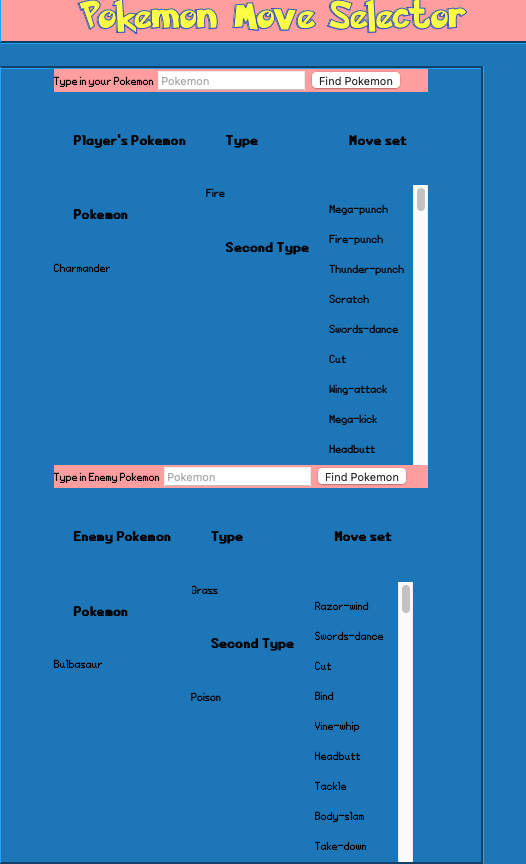 Pokemon Move Selector
Type in your Pokemon Pokemon Find Pokemon
Player's Pokemon Type Move set
Fire
Mega-punch
Pokemon
Fire-punch
Second Type
Charmander
Thunder-punch
Scratch
Swords-dance
Cut
Wing-attack
Mega-kick
Headbutt
Type in Enemy Pokemon Pokemon Find Pokemon
Enemy Pokemon Type Move set
Grass
Razor-wind
Pokemon
Swords-dance
Second Type
Bulbasaur
Cut
Poison
Bind
Vine-whip
Headbutt
Tackle
Body-slam
Take-down